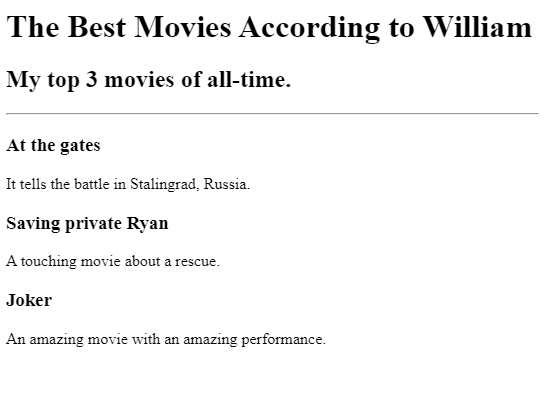 The Best Movies According to William
My top 3 movies of all-time.
At the gates
It tells the battle in Stalingrad, Russia.
Saving private Ryan
A touching movie about a rescue.
Joker
An amazing movie with an amazing performance.